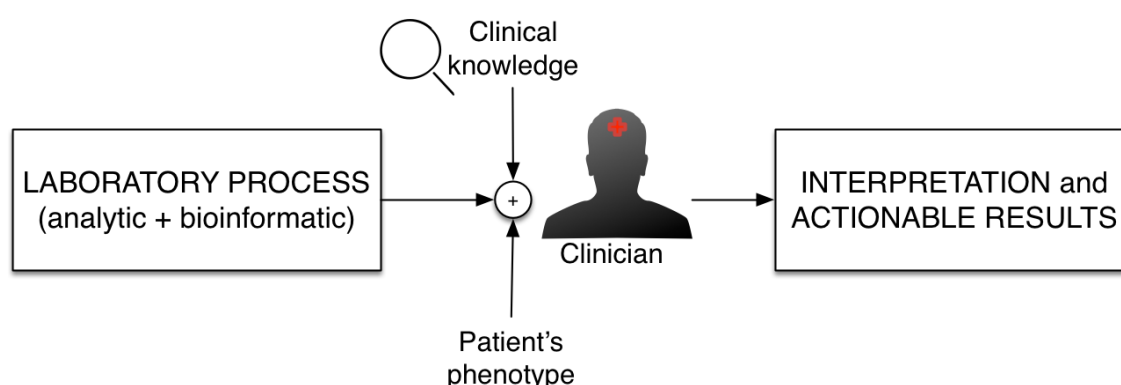 Clinical
knowledge
LABORATORY PROCESS
(analytic + bioinformatic)
+
Clinician
INTERPRETATION and
ACTIONABLE RESULTS
Patient's
phenotype